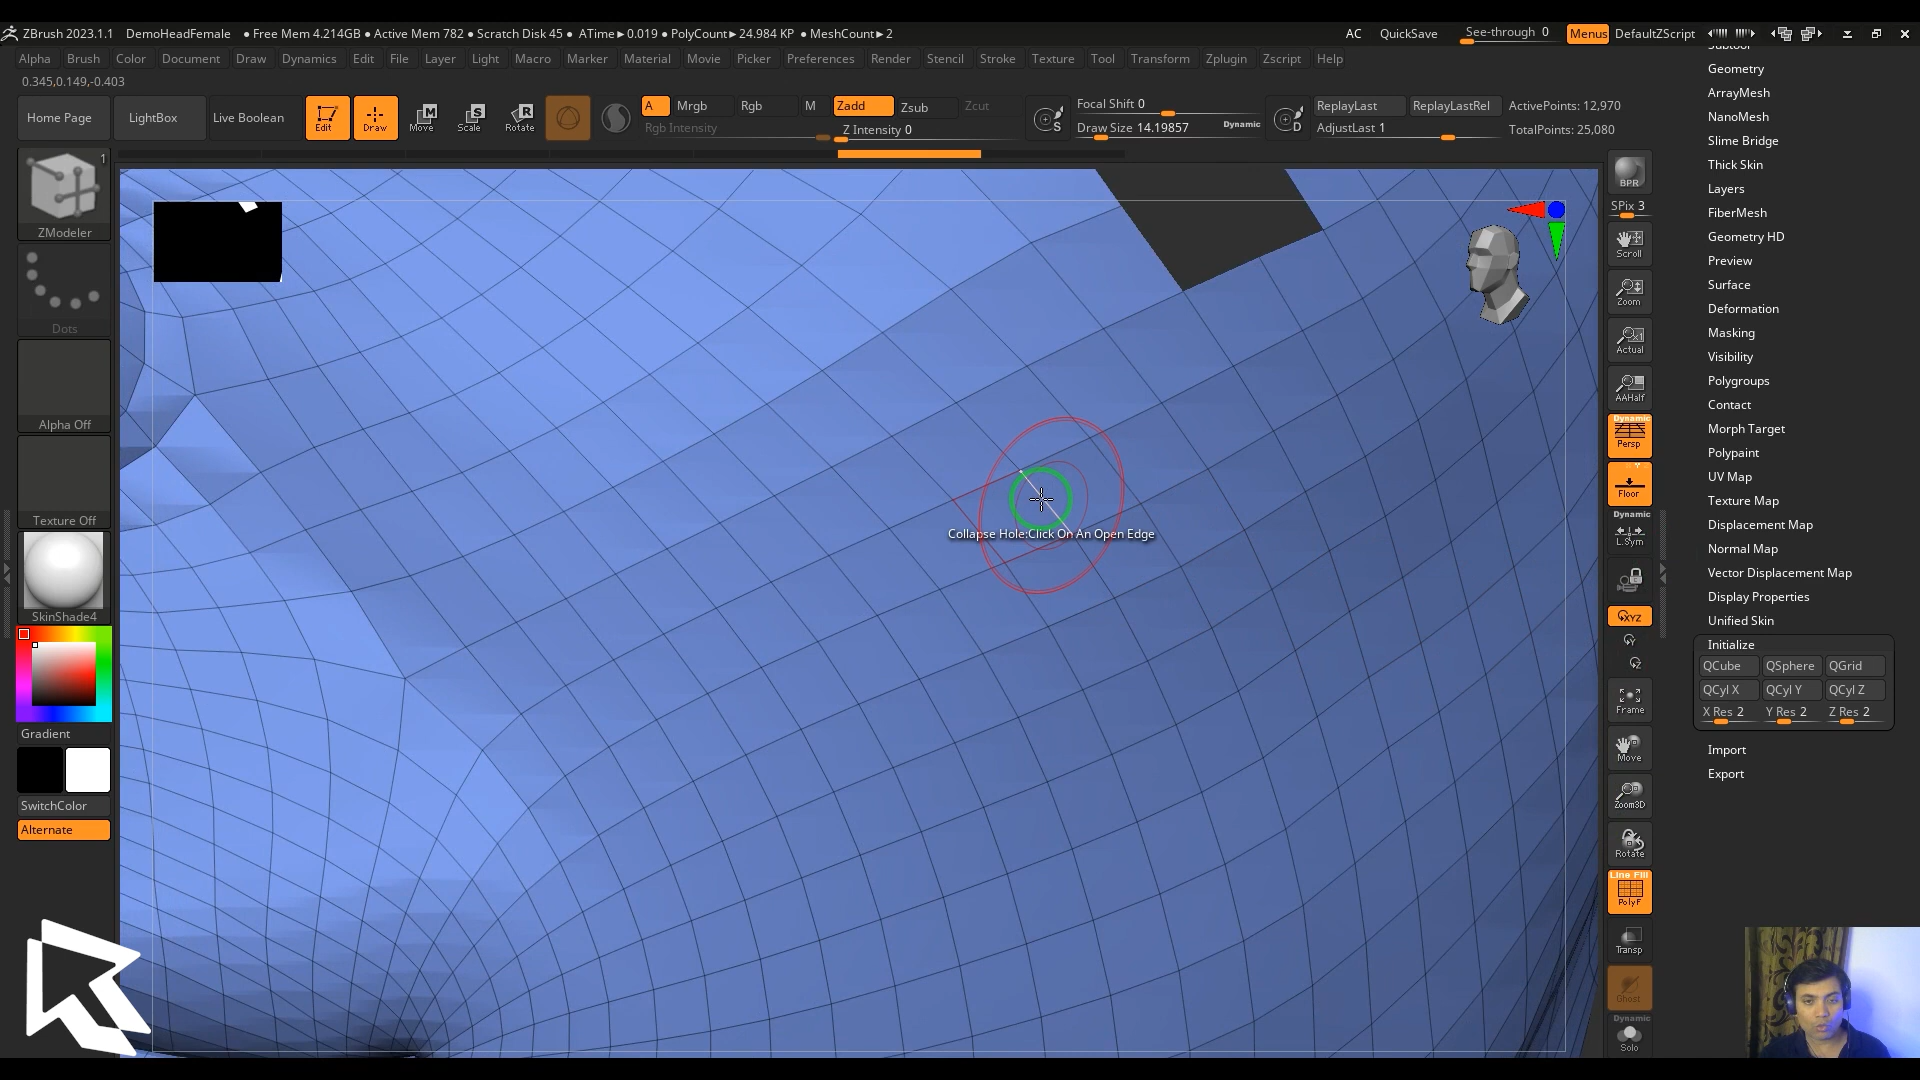 ZBrush 2023.1.1 DemoHeadFemale • Free Mem 4.214GB • Active Mem 782 • Scratch Disk 45 • ATime►0.019 • PolyCount►24.984 KP • MeshCount►2 AC QuickSave See-through 0 Menus DefaultZScript
Alpha Brush Color Document Draw Dynamics Edit File Layer Light Macro Marker Material Movie Picker Preferences Render Stencil Stroke Texture Tool Transform Zplugin Zscript Help
0.345,0.149,-0.403
Home Page LightBox Live Boolean Edit Draw Move Scale Rotate A Mrgb Rgb M Zadd Zsub Zcut
Rgb Intensity Z Intensity 0
S Focal Shift 0
Draw Size 14.19857 Dynamic
D ReplayLast ReplayLastRel ActivePoints: 12,970
AdjustLast 1 TotalPoints: 25,080
1
ZModeler
Dots
Alpha Off
Texture Off
SkinShade4
Gradient
SwitchColor
Alternate
Collapse Hole:Click On An Open Edge
BPR
SPix 3
Scroll
Zoom
Actual
AAHalf
Dynamic
Persp
Floor
Dynamic
L.Sym
XYZ
Y
Z
Frame
Move
Zoom3D
Rotate
Line Fill
PolyF
Transp
Ghost
Dynamic
Solo
Subtool
Geometry
ArrayMesh
NanoMesh
Slime Bridge
Thick Skin
Layers
FiberMesh
Geometry HD
Preview
Surface
Deformation
Masking
Visibility
Polygroups
Contact
Morph Target
Polypaint
UV Map
Texture Map
Displacement Map
Normal Map
Vector Displacement Map
Display Properties
Unified Skin
Initialize
QCube QSphere QGrid
QCyl X QCyl Y QCyl Z
X Res 2 Y Res 2 Z Res 2
Import
Export